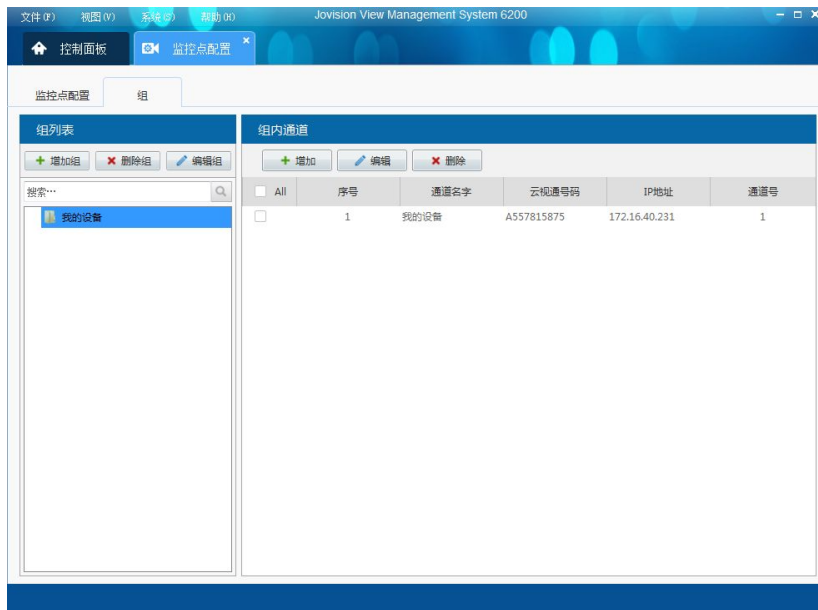 文件(F) 视图(V) 系统(S) 帮助(H) Jovision View Management System 6200
控制面板 监控点配置
监控点配置 组
组列表 组内通道
增加组 删除组 编辑组 增加 编辑 删除
搜索…
All 序号 通道名字 云视通号码 IP地址 通道号
我的设备 1 我的设备 A557815875 172.16.40.231 1